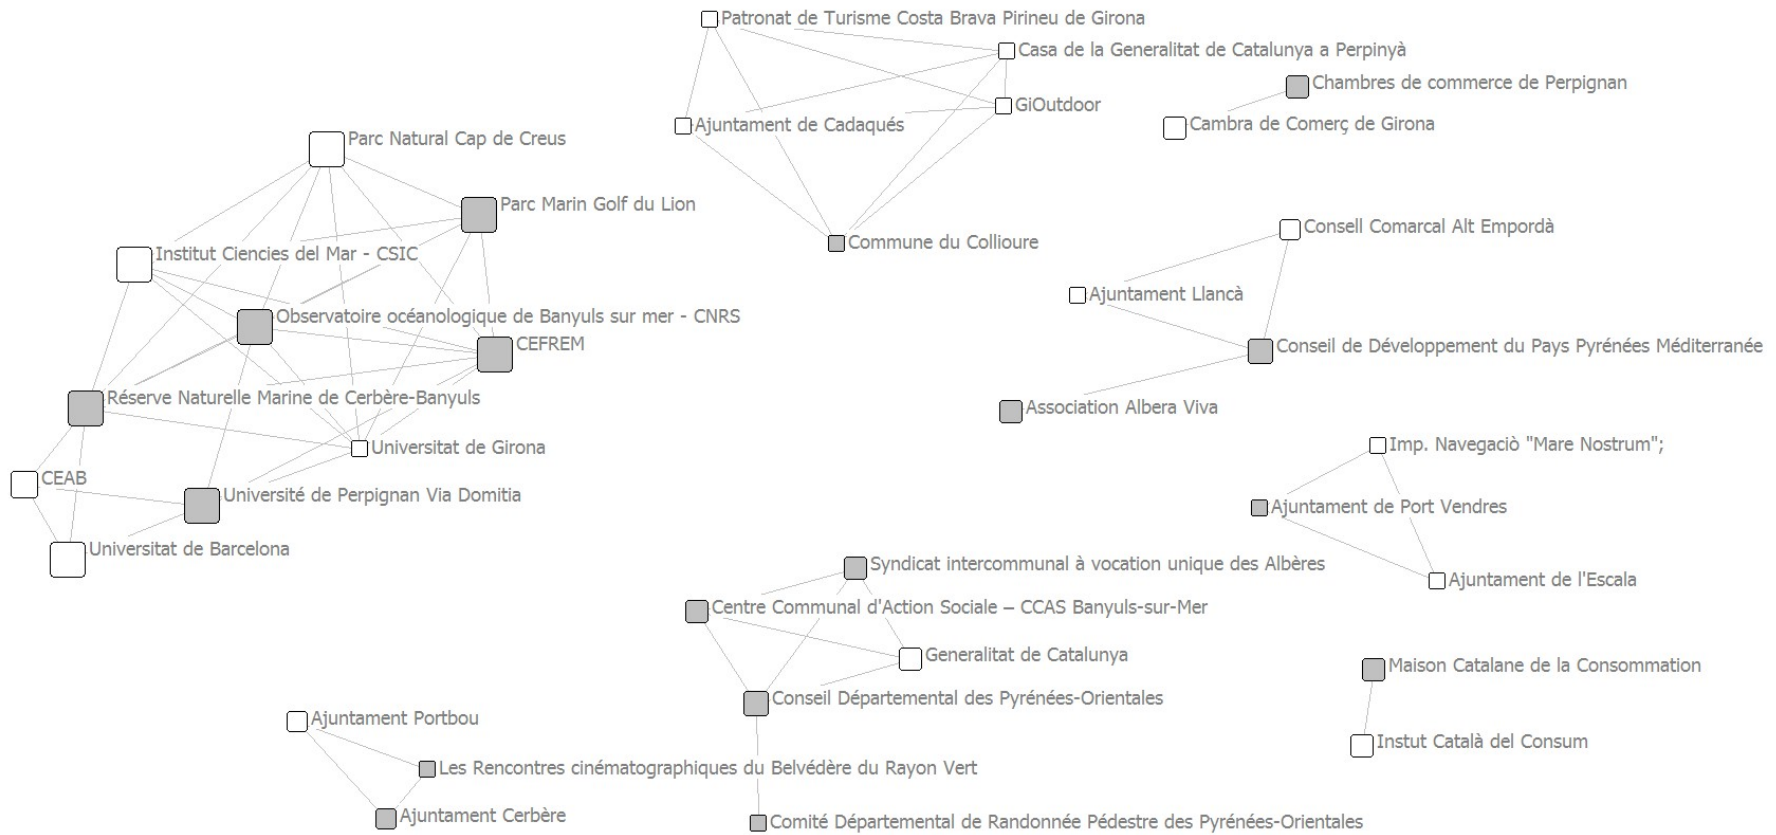 Patronat de Turisme Costa Brava Pirineu de Girona
Casa de la Generalitat de Catalunya a Perpinyà
Chambres de commerce de Perpignan
GiOutdoor
Ajuntament de Cadaqués
Cambra de Comerç de Girona
Parc Natural Cap de Creus
Parc Marin Golf du Lion
Commune du Collioure
Consell Comarcal Alt Empordà
Institut Ciencies del Mar - CSIC
Ajuntament Llancà
Observatoire océanologique de Banyuls sur mer - CNRS
CEFREM
Conseil de Développement du Pays Pyrénées Méditerranée
Réserve Naturelle Marine de Cerbère-Banyuls
Association Albera Viva
Universitat de Girona
Imp. Navegaciò "Mare Nostrum";
CEAB
Université de Perpignan Via Domitia
Ajuntament de Port Vendres
Universitat de Barcelona
Syndicat intercommunal à vocation unique des Albères
Ajuntament de l'Escala
Centre Communal d'Action Sociale – CCAS Banyuls-sur-Mer
Generalitat de Catalunya
Maison Catalane de la Consommation
Conseil Départemental des Pyrénées-Orientales
Ajuntament Portbou
Instut Català del Consum
Les Rencontres cinématographiques du Belvédère du Rayon Vert
Ajuntament Cerbère
Comité Départemental de Randonnée Pédestre des Pyrénées-Orientales